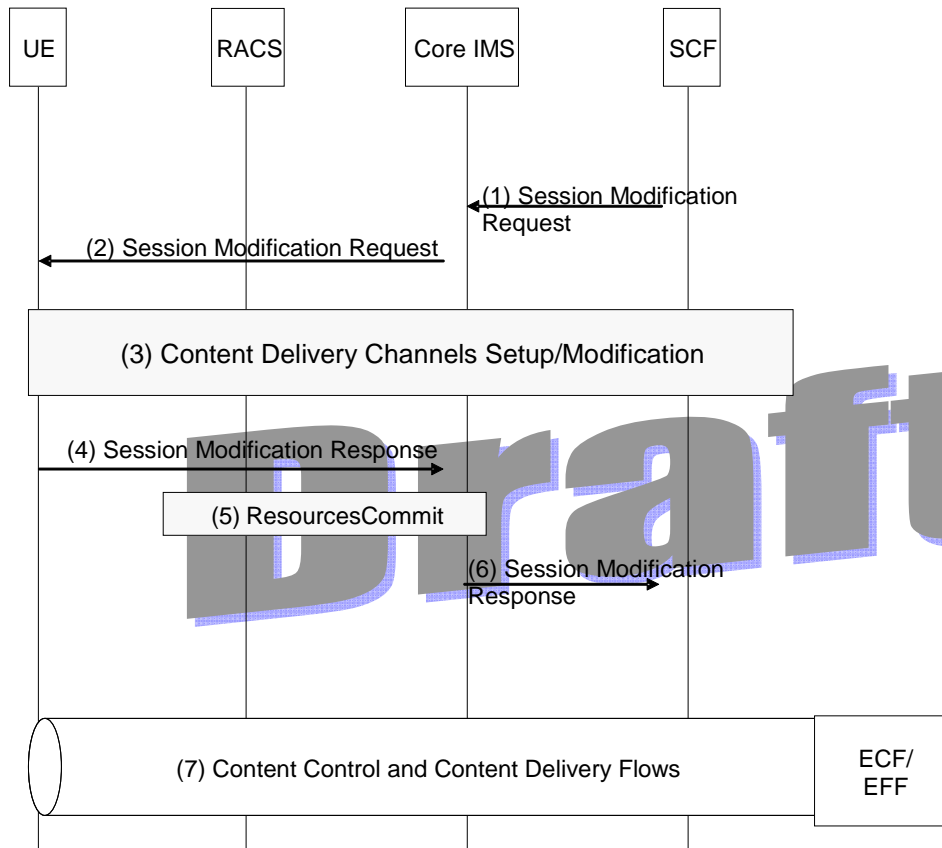 UE
RACS
Core IMS
SCF
(1) Session Modification
Request
(2) Session Modification Request
(3) Content Delivery Channels Setup/Modification
Draft
(4) Session Modification Response
(5) ResourcesCommit
(6) Session Modification
Response
(7) Content Control and Content Delivery Flows
ECF/
EFF